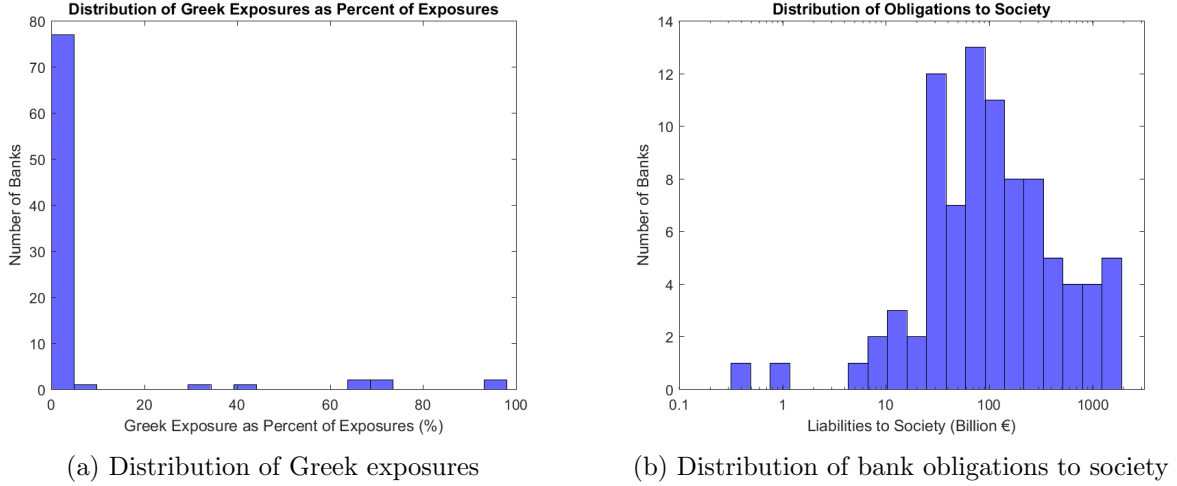 Distribution of Greek Exposures as Percent of Exposures
80
70
60
50
40
30
20
10
0
Number of Banks
0 20 40 60 80 100
Greek Exposure as Percent of Exposures (%)
(a) Distribution of Greek exposures
Distribution of Obligations to Society
14
12
10
8
6
4
2
0
Number of Banks
0.1 1 10 100 1000
Liabilities to Society (Billion €)
(b) Distribution of bank obligations to society